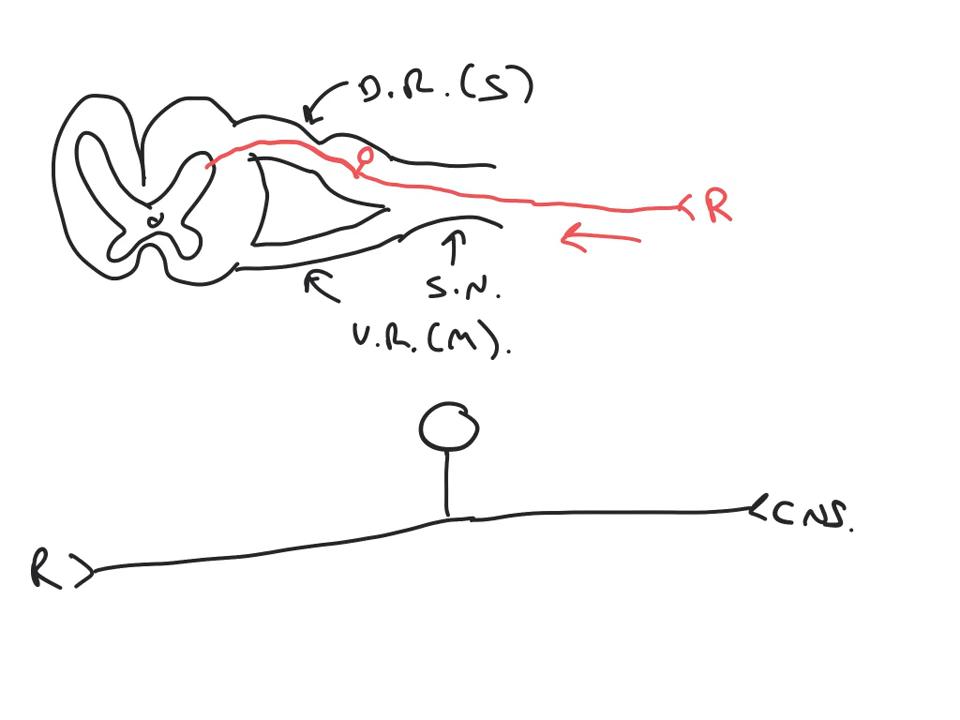 D.R.(S)
R
S.N.
V.R.(M).
CNS.
R